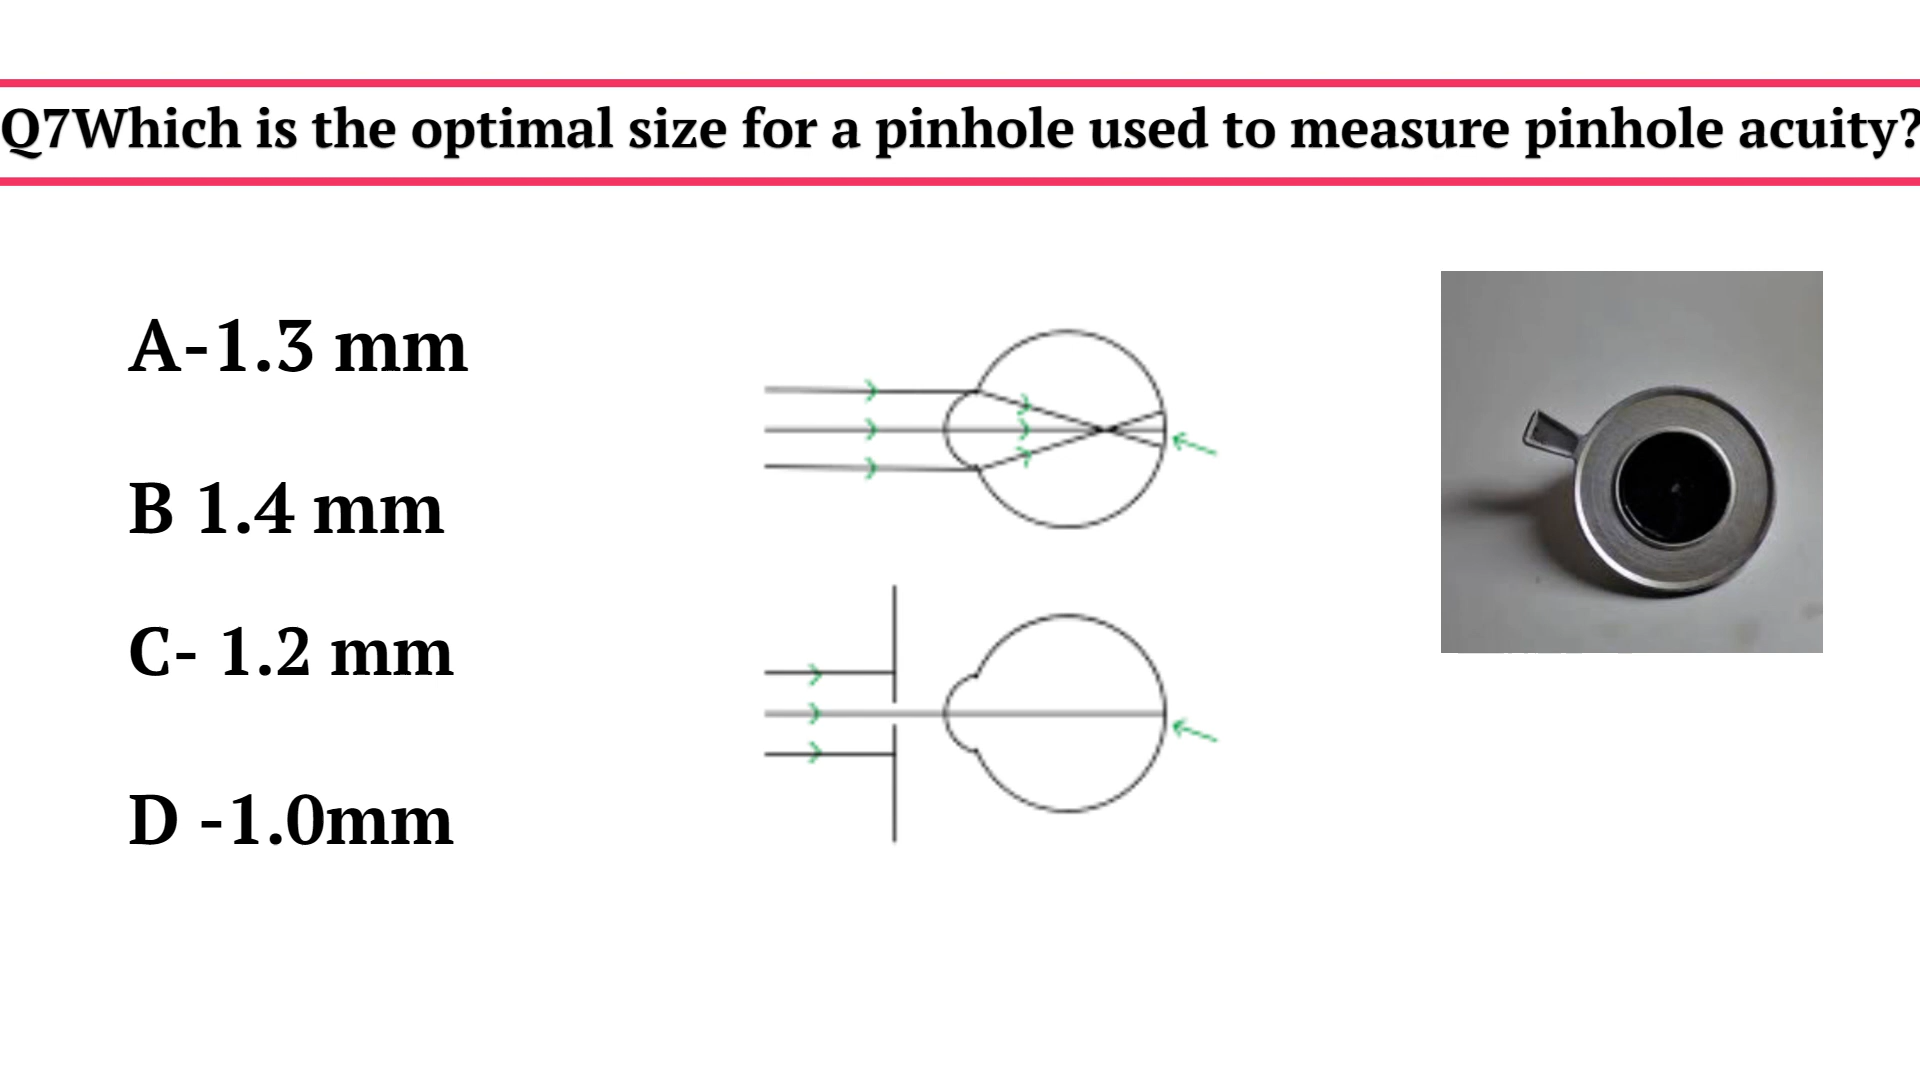 Q7Which is the optimal size for a pinhole used to measure pinhole acuity?
A-1.3 mm
B 1.4 mm
C- 1.2 mm
D -1.0mm